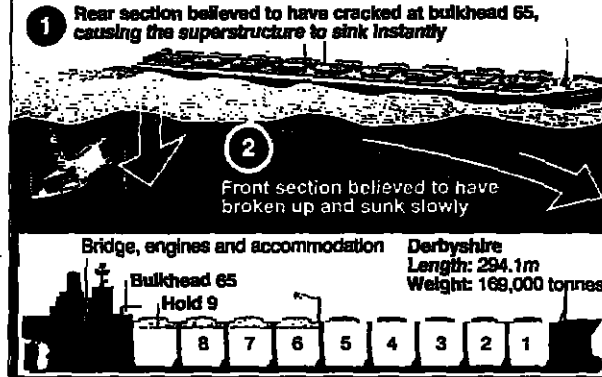 1 Rear section believed to have cracked at bulkhead 65,
causing the superstructure to sink instantly
2
Front section believed to have
broken up and sunk slowly
Bridge, engines and accommodation
Derbyshire
Length: 294.1m
Weight: 169,000 tonnes
Bulkhead 65
Hold 9
8 7 6 5 4 3 2 1